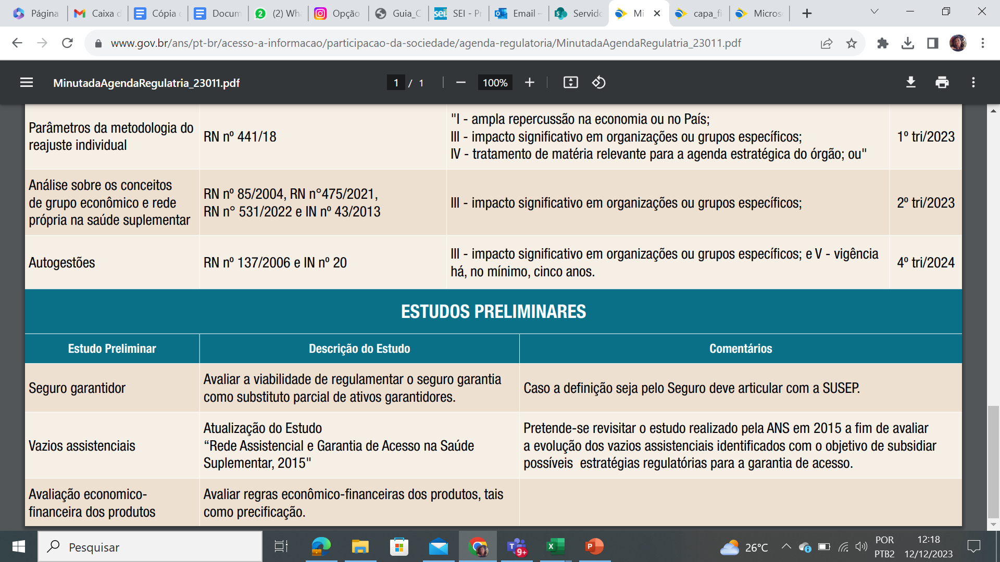 Página
Caixa d
Cópia d
Docum
(2) Wha
Opção
Guia_C
SEI - Pr
Email -
Servido
Mi
capa_fi
Micros
www.gov.br/ans/pt-br/acesso-a-informacao/participacao-da-sociedade/agenda-regulatoria/MinutadaAgendaRegulatria_23011.pdf
MinutadaAgendaRegulatria_23011.pdf
1 / 1
100%
Parâmetros da metodologia do
reajuste individual
RN nº 441/18
"I - ampla repercussão na economia ou no País;
III - impacto significativo em organizações ou grupos específicos;
IV - tratamento de matéria relevante para a agenda estratégica do órgão; ou"
1º tri/2023
Análise sobre os conceitos
de grupo econômico e rede
própria na saúde suplementar
RN nº 85/2004, RN n°475/2021,
RN n° 531/2022 e IN nº 43/2013
III - impacto significativo em organizações ou grupos específicos;
2º tri/2023
Autogestões
RN nº 137/2006 e IN nº 20
III - impacto significativo em organizações ou grupos específicos; e V - vigência
há, no mínimo, cinco anos.
4º tri/2024
ESTUDOS PRELIMINARES
Estudo Preliminar
Descrição do Estudo
Comentários
Seguro garantidor
Avaliar a viabilidade de regulamentar o seguro garantia
como substituto parcial de ativos garantidores.
Caso a definição seja pelo Seguro deve articular com a SUSEP.
Vazios assistenciais
Atualização do Estudo
“Rede Assistencial e Garantia de Acesso na Saúde
Suplementar, 2015"
Pretende-se revisitar o estudo realizado pela ANS em 2015 a fim de avaliar
a evolução dos vazios assistenciais identificados com o objetivo de subsidiar
possíveis  estratégias regulatórias para a garantia de acesso.
Avaliação economico-
financeira dos produtos
Avaliar regras econômico-financeiras dos produtos, tais
como precificação.
Pesquisar
9+
26°C
POR
PTB2
12:18
12/12/2023